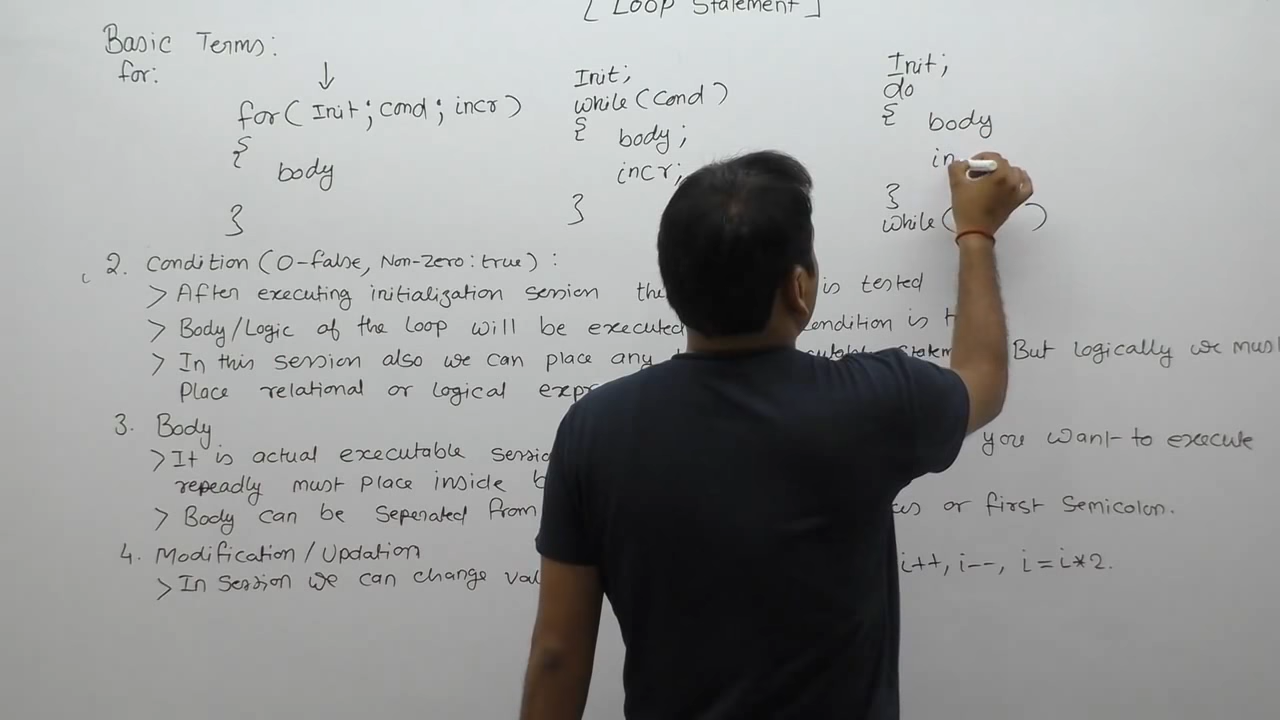 [ Loop Statement ]
Basic Terms:
for:
for( Init; cond; incr )
{
body
}
Init;
while(cond)
{ body;
incr;
}
Init;
do
{ body
in
}
while( )
2. condition (0-false, Non-zero: true) :
> After executing initialization session is tested
> Body/Logic of the loop will be executed condition is
> In this session also we can place any But logically we must
Place relational or logical
3. Body
> It is actual executable you want to execute
repeadly must place inside
> Body can be seperated from or first semicolon.
4. Modification / Updation
> In session we can change i++, i--, i=i*2.